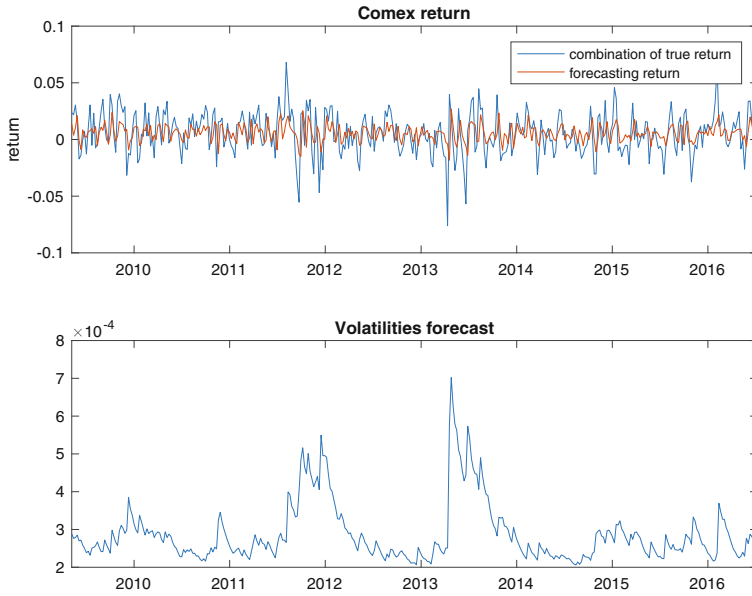 Comex return
0.1
combination of true return
forecasting return
0.05
return
0
-0.05
-0.1
2010 2011 2012 2013 2014 2015 2016
×10⁻⁴
Volatilities forecast
8
7
6
5
4
3
2
2010 2011 2012 2013 2014 2015 2016